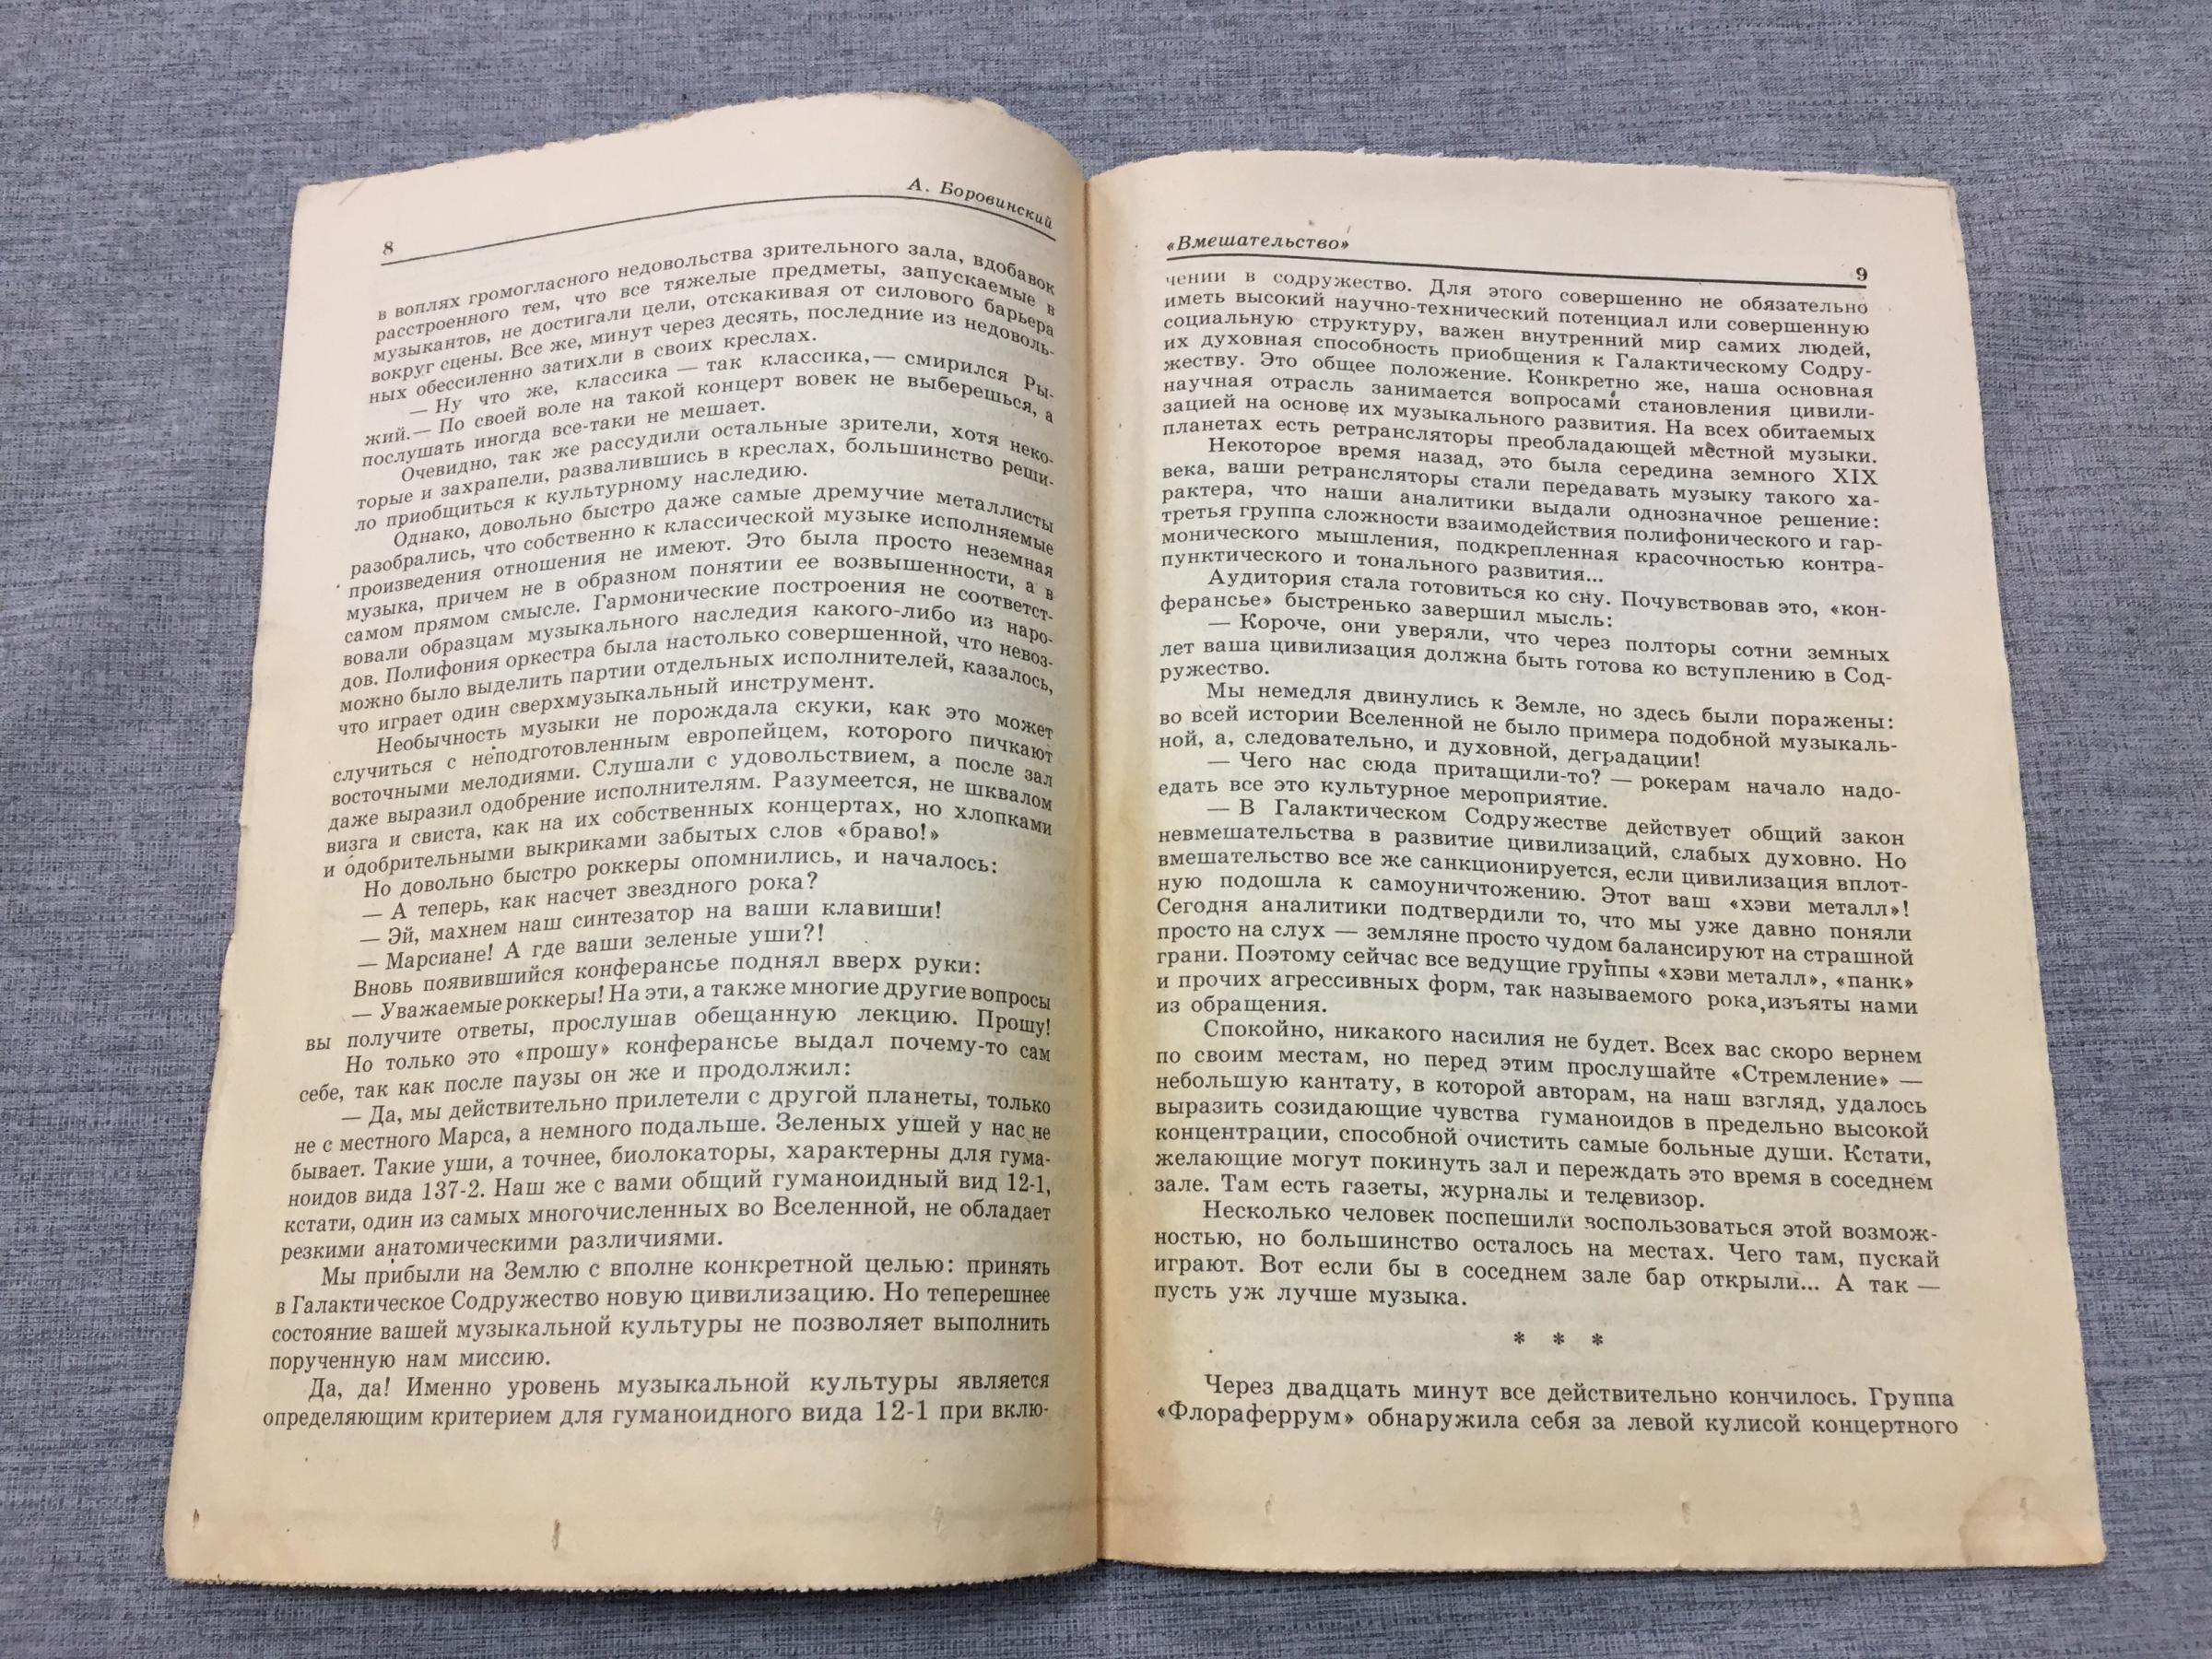 8
А. Боровинский
в воплях громогласного недовольства зрительного зала, вдобавок
расстроенного тем, что все тяжелые предметы, запускаемые в
музыкантов, не достигали цели, отскакивая от силового барьера
вокруг сцены. Все же, минут через десять, последние из недоволь-
ных обессиленно затихли в своих креслах.
— Ну что же, классика — так классика,— смирился Ры-
жий.— По своей воле на такой концерт вовек не выберешься, а
послушать иногда все-таки не мешает.
Очевидно, так же рассудили остальные зрители, хотя неко-
торые и захрапели, развалившись в креслах, большинство реши-
ло приобщиться к культурному наследию.
Однако, довольно быстро даже самые дремучие металлисты
разобрались, что собственно к классической музыке исполняемые
произведения отношения не имеют. Это была просто неземная
музыка, причем не в образном понятии ее возвышенности, а в
самом прямом смысле. Гармонические построения не соответст-
вовали образцам музыкального наследия какого-либо из наро-
дов. Полифония оркестра была настолько совершенной, что невоз-
можно было выделить партии отдельных исполнителей, казалось,
что играет один сверхмузыкальный инструмент.
Необычность музыки не порождала скуки, как это может
случиться с неподготовленным европейцем, которого пичкают
восточными мелодиями. Слушали с удовольствием, а после зал
даже выразил одобрение исполнителям. Разумеется, не шквалом
визга и свиста, как на их собственных концертах, но хлопками
и одобрительными выкриками забытых слов «браво!»
Но довольно быстро роккеры опомнились, и началось:
— А теперь, как насчет звездного рока?
— Эй, махнем наш синтезатор на ваши клавиши!
— Марсиане! А где ваши зеленые уши?!
Вновь появившийся конферансье поднял вверх руки:
— Уважаемые роккеры! На эти, а также многие другие вопросы
вы получите ответы, прослушав обещанную лекцию. Прошу!
Но только это «прошу» конферансье выдал почему-то сам
себе, так как после паузы он же и продолжил:
— Да, мы действительно прилетели с другой планеты, только
не с местного Марса, а немного подальше. Зеленых ушей у нас не
бывает. Такие уши, а точнее, биолокаторы, характерны для гума-
ноидов вида 137-2. Наш же с вами общий гуманоидный вид 12-1,
кстати, один из самых многочисленных во Вселенной, не обладает
резкими анатомическими различиями.
Мы прибыли на Землю с вполне конкретной целью: принять
в Галактическое Содружество новую цивилизацию. Но теперешнее
состояние вашей музыкальной культуры не позволяет выполнить
порученную нам миссию.
Да, да! Именно уровень музыкальной культуры является
определяющим критерием для гуманоидного вида 12-1 при вклю-
«Вмешательство»
9
чении в содружество. Для этого совершенно не обязательно
иметь высокий научно-технический потенциал или совершенную
социальную структуру, важен внутренний мир самих людей,
их духовная способность приобщения к Галактическому Содру-
жеству. Это общее положение. Конкретно же, наша основная
научная отрасль занимается вопросами становления цивили-
зацией на основе их музыкального развития. На всех обитаемых
планетах есть ретрансляторы преобладающей местной музыки.
Некоторое время назад, это была середина земного XIX
века, ваши ретрансляторы стали передавать музыку такого ха-
рактера, что наши аналитики выдали однозначное решение:
третья группа сложности взаимодействия полифонического и гар-
монического мышления, подкрепленная красочностью контра-
пунктического и тонального развития...
Аудитория стала готовиться ко сну. Почувствовав это, «кон-
ферансье» быстренько завершил мысль:
— Короче, они уверяли, что через полторы сотни земных
лет ваша цивилизация должна быть готова ко вступлению в Сод-
ружество.
Мы немедля двинулись к Земле, но здесь были поражены:
во всей истории Вселенной не было примера подобной музыкаль-
ной, а, следовательно, и духовной, деградации!
— Чего нас сюда притащили-то? — рокерам начало надо-
едать все это культурное мероприятие.
— В Галактическом Содружестве действует общий закон
невмешательства в развитие цивилизаций, слабых духовно. Но
вмешательство все же санкционируется, если цивилизация вплот-
ную подошла к самоуничтожению. Этот ваш «хэви металл»!
Сегодня аналитики подтвердили то, что мы уже давно поняли
просто на слух — земляне просто чудом балансируют на страшной
грани. Поэтому сейчас все ведущие группы «хэви металл», «панк»
и прочих агрессивных форм, так называемого рока,изъяты нами
из обращения.
Спокойно, никакого насилия не будет. Всех вас скоро вернем
по своим местам, но перед этим прослушайте «Стремление» —
небольшую кантату, в которой авторам, на наш взгляд, удалось
выразить созидающие чувства гуманоидов в предельно высокой
концентрации, способной очистить самые больные души. Кстати,
желающие могут покинуть зал и переждать это время в соседнем
зале. Там есть газеты, журналы и телевизор.
Несколько человек поспешили воспользоваться этой возмож-
ностью, но большинство осталось на местах. Чего там, пускай
играют. Вот если бы в соседнем зале бар открыли... А так —
пусть уж лучше музыка.
* * *
Через двадцать минут все действительно кончилось. Группа
«Флораферрум» обнаружила себя за левой кулисой концертного